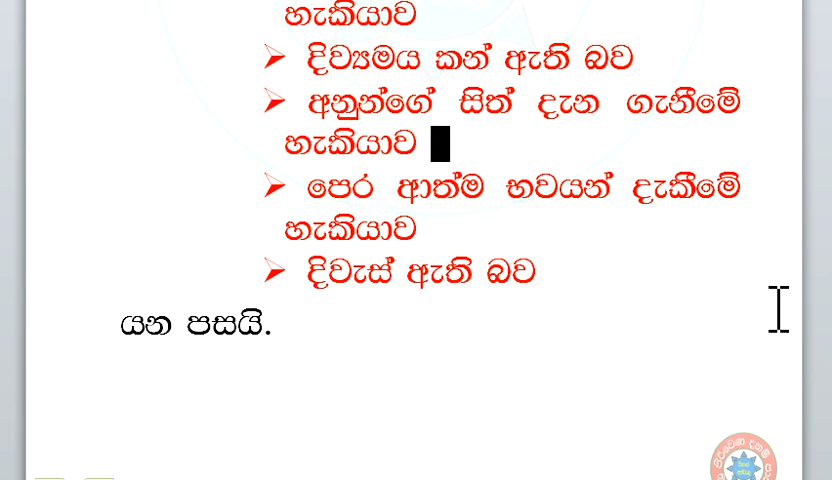 හැකියාව
➢ දිව්‍යමය කන් ඇති බව
➢ අනුන්ගේ සිත් දැන ගැනීමේ
හැකියාව
➢ පෙර ආත්ම භවයන් දැකීමේ
හැකියාව
➢ දිවැස් ඇති බව
යන පසයි.